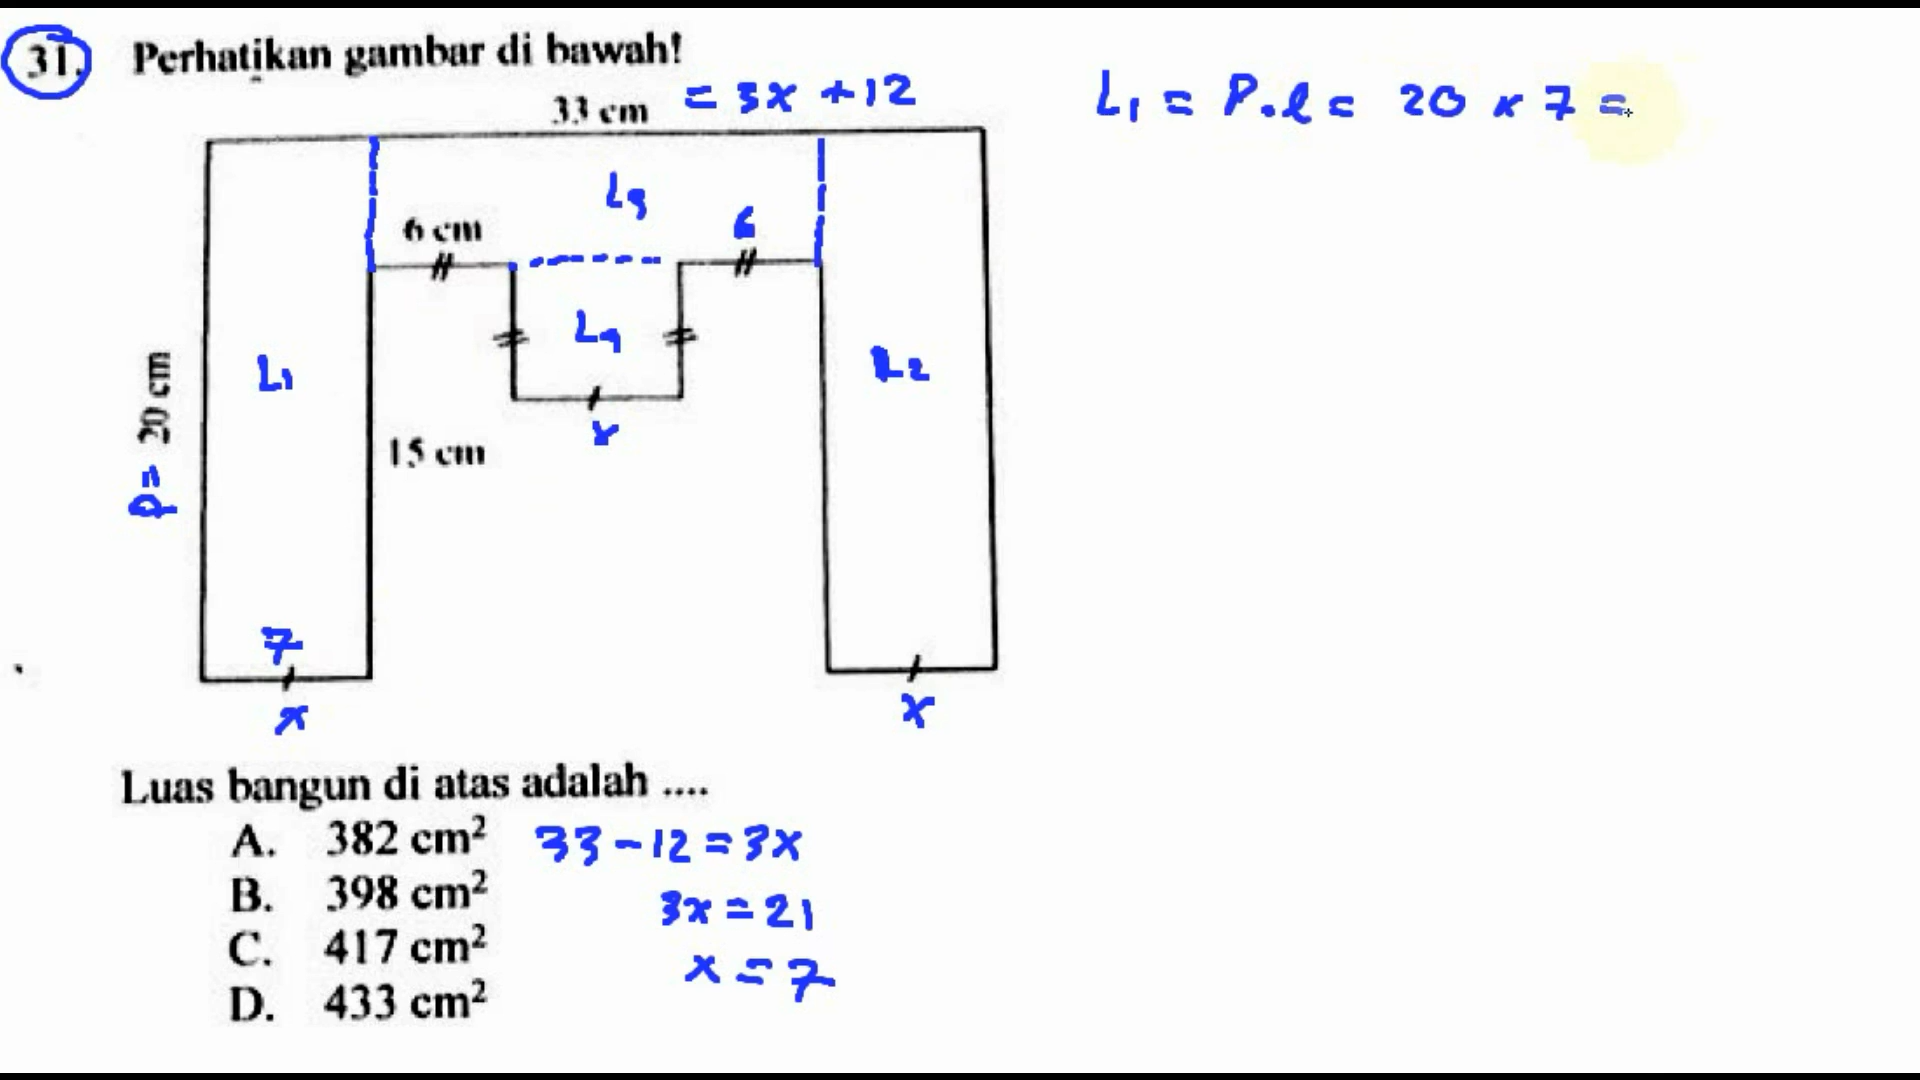 31. Perhatikan gambar di bawah!
33 cm = 3x + 12
L1 = P.l = 20 x 7 =
L3
6 cm
6
L4
L1
L2
x
P = 20 cm
15 cm
7
x
x
Luas bangun di atas adalah ....
A. 382 cm²
33 - 12 = 3x
B. 398 cm²
3x = 21
C. 417 cm²
x = 7
D. 433 cm²